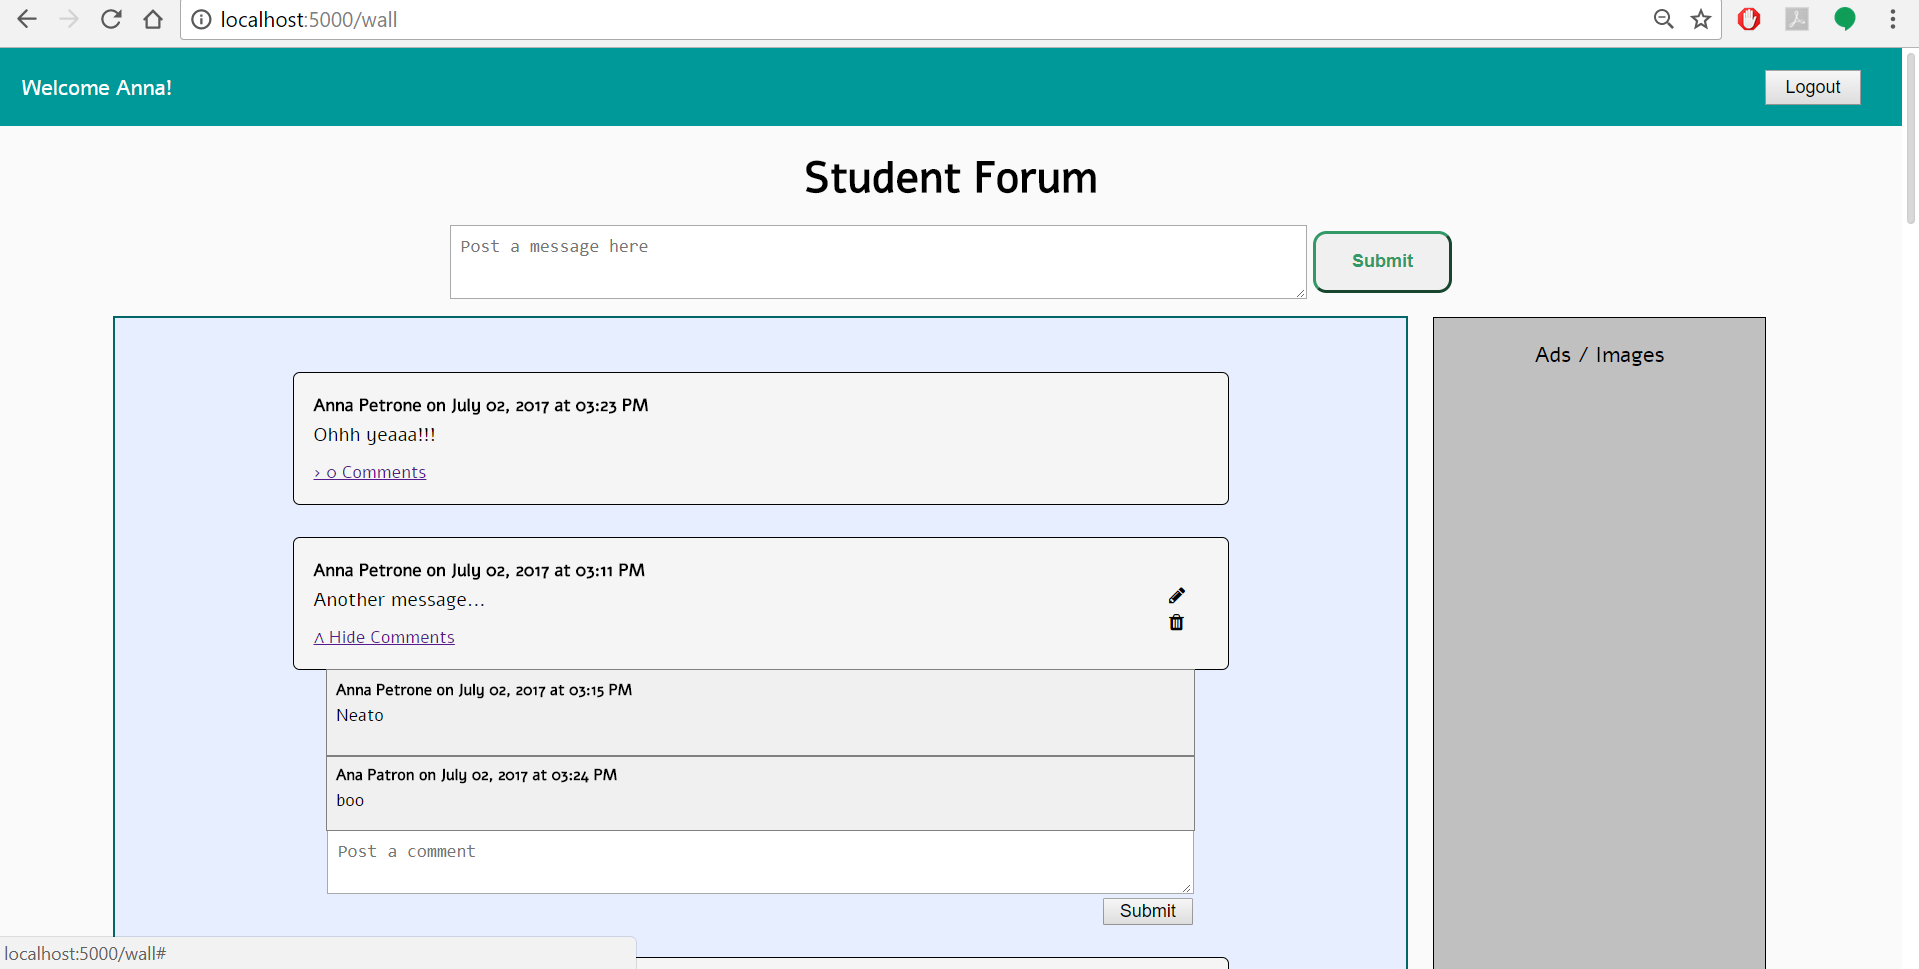 localhost:5000/wall
Welcome Anna!
Logout
Student Forum
Post a message here
Submit
Ads / Images
Anna Petrone on July 02, 2017 at 03:23 PM
Ohhh yeaaa!!!
› 0 Comments
Anna Petrone on July 02, 2017 at 03:11 PM
Another message...
˄ Hide Comments
Anna Petrone on July 02, 2017 at 03:15 PM
Neato
Ana Patron on July 02, 2017 at 03:24 PM
boo
Post a comment
Submit
localhost:5000/wall#